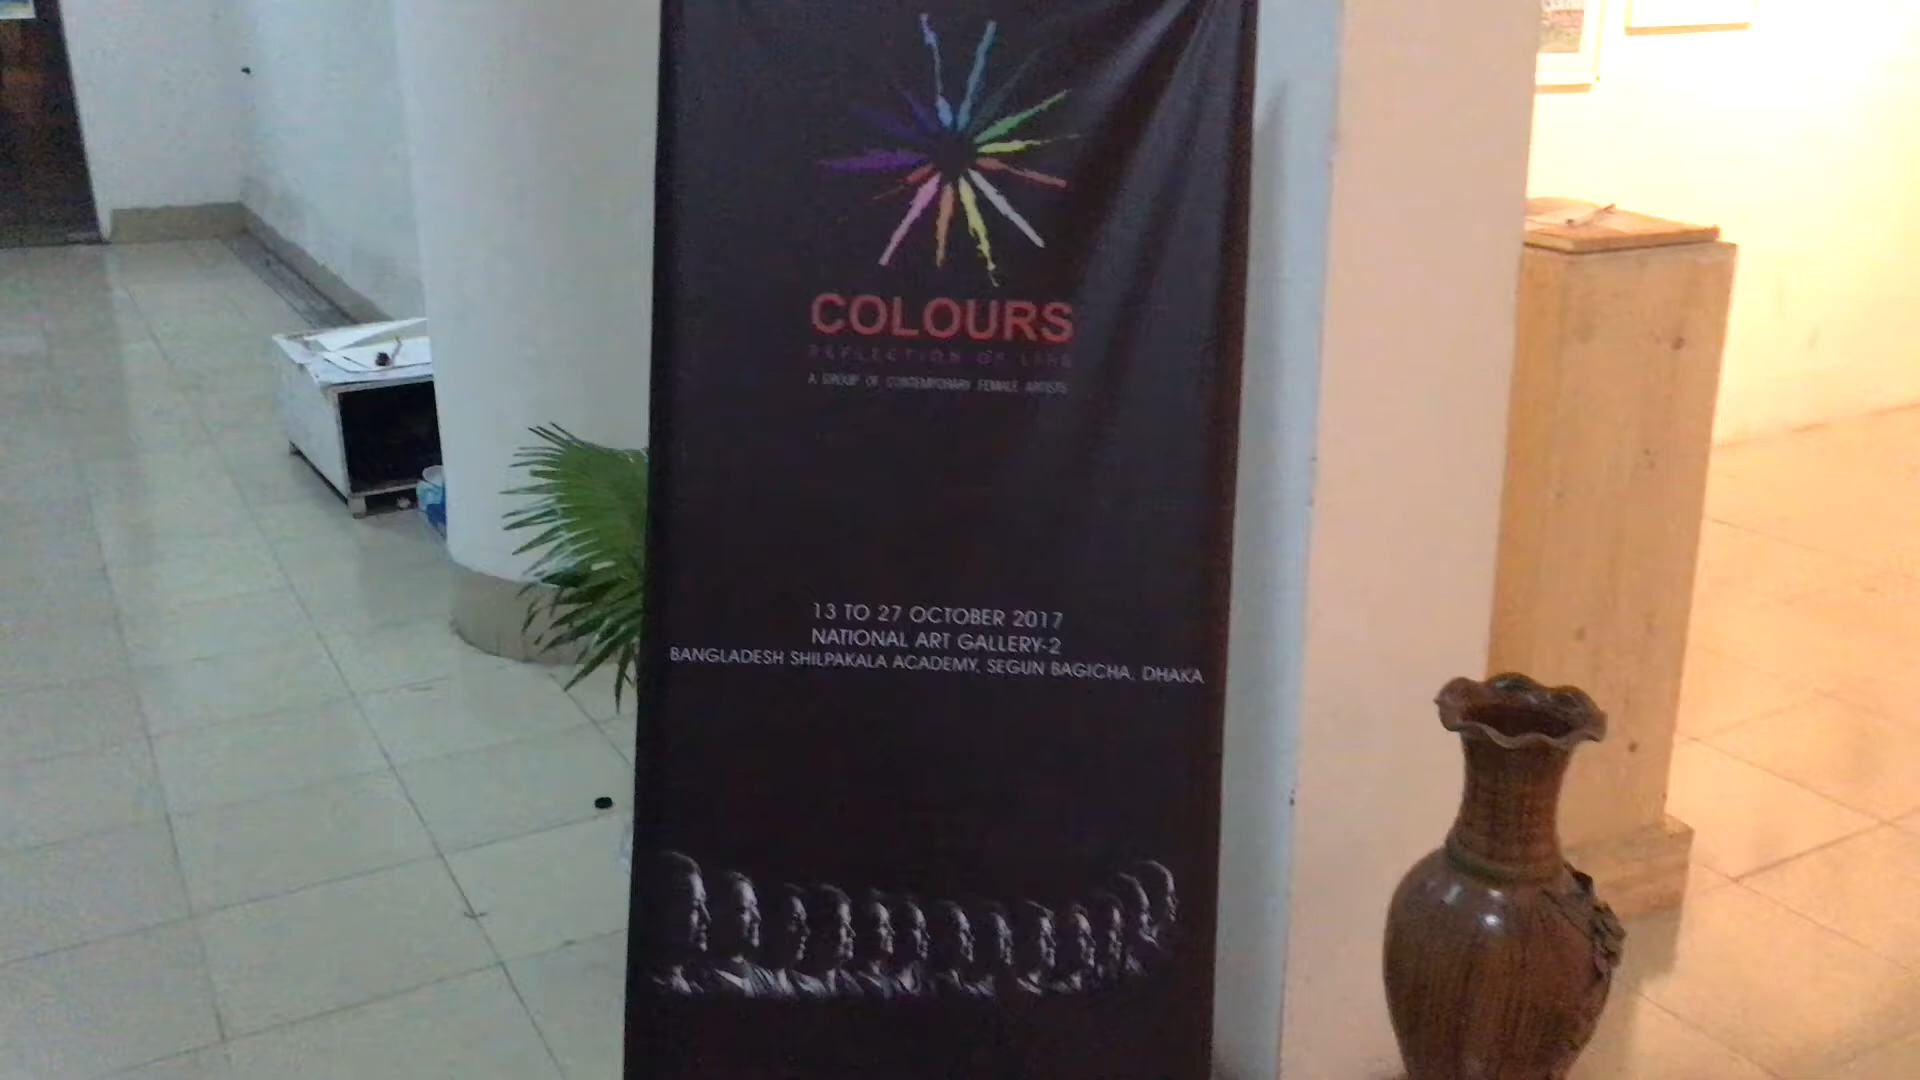 COLOURS
REFLECTION OF LIFE
A GROUP OF CONTEMPORARY FEMALE ARTISTS
13 TO 27 OCTOBER 2017
NATIONAL ART GALLERY-2
BANGLADESH SHILPAKALA ACADEMY, SEGUN BAGICHA, DHAKA